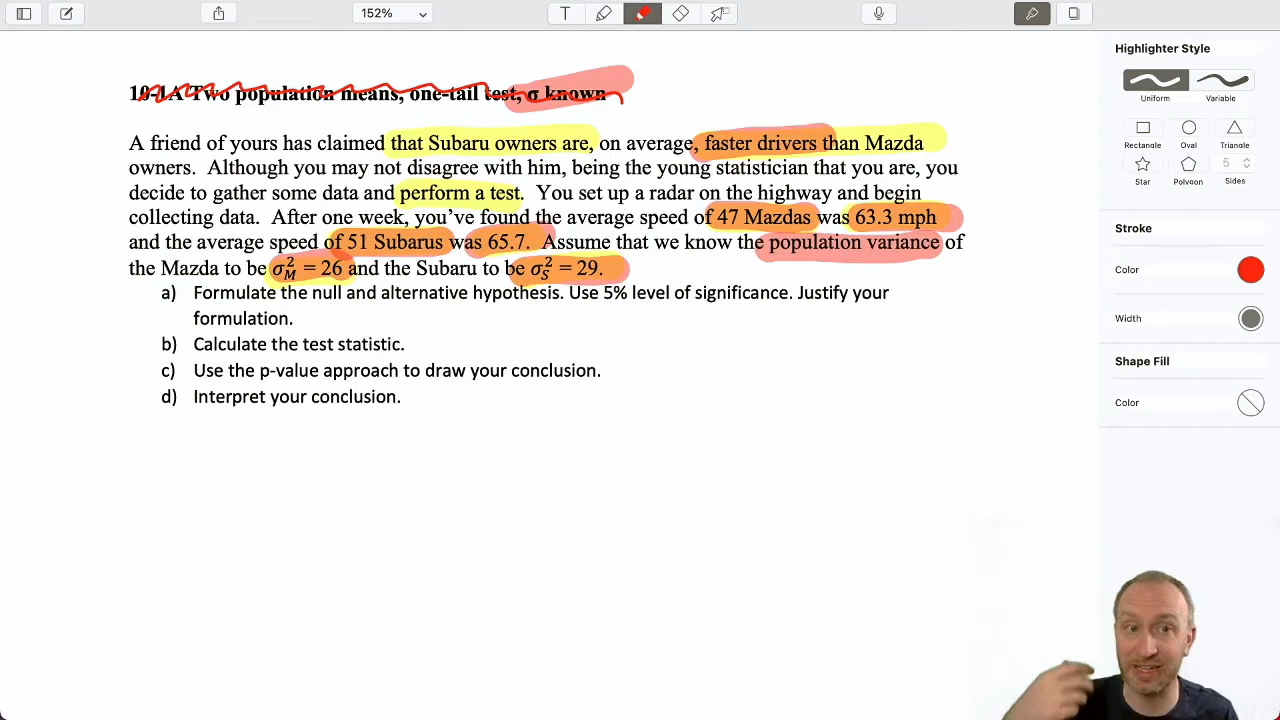 152%
T
10-1A Two population means, one-tail test, σ known
A friend of yours has claimed that Subaru owners are, on average, faster drivers than Mazda
owners. Although you may not disagree with him, being the young statistician that you are, you
decide to gather some data and perform a test. You set up a radar on the highway and begin
collecting data. After one week, you’ve found the average speed of 47 Mazdas was 63.3 mph
and the average speed of 51 Subarus was 65.7. Assume that we know the population variance of
the Mazda to be σ²_M = 26 and the Subaru to be σ²_S = 29.
a) Formulate the null and alternative hypothesis. Use 5% level of significance. Justify your
formulation.
b) Calculate the test statistic.
c) Use the p-value approach to draw your conclusion.
d) Interpret your conclusion.
Highlighter Style
Uniform Variable
Rectangle Oval Triangle
5
Star Polygon Sides
Stroke
Color
Width
Shape Fill
Color